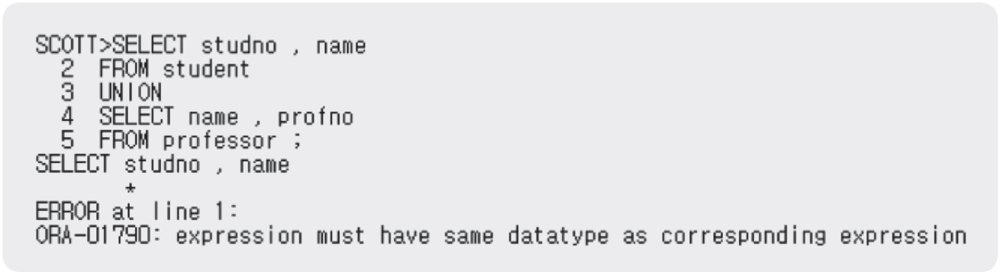 SCOTT>SELECT studno , name
2 FROM student
3 UNION
4 SELECT name , profno
5 FROM professor ;
SELECT studno , name
*
ERROR at line 1:
ORA-01790: expression must have same datatype as corresponding expression